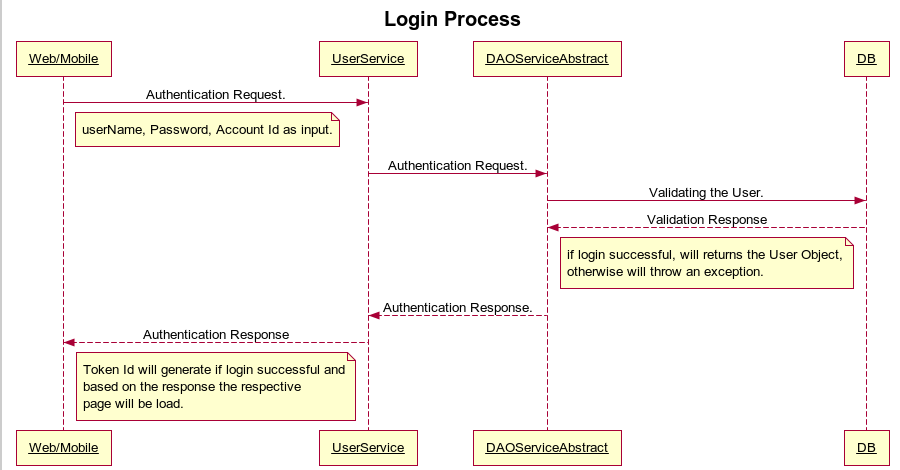 Login Process
Web/Mobile
UserService
DAOServiceAbstract
DB
Authentication Request.
userName, Password, Account Id as input.
Authentication Request.
Validating the User.
Validation Response
if login successful, will returns the User Object,
otherwise will throw an exception.
Authentication Response.
Authentication Response
Token Id will generate if login successful and
based on the response the respective
page will be load.
Web/Mobile
UserService
DAOServiceAbstract
DB